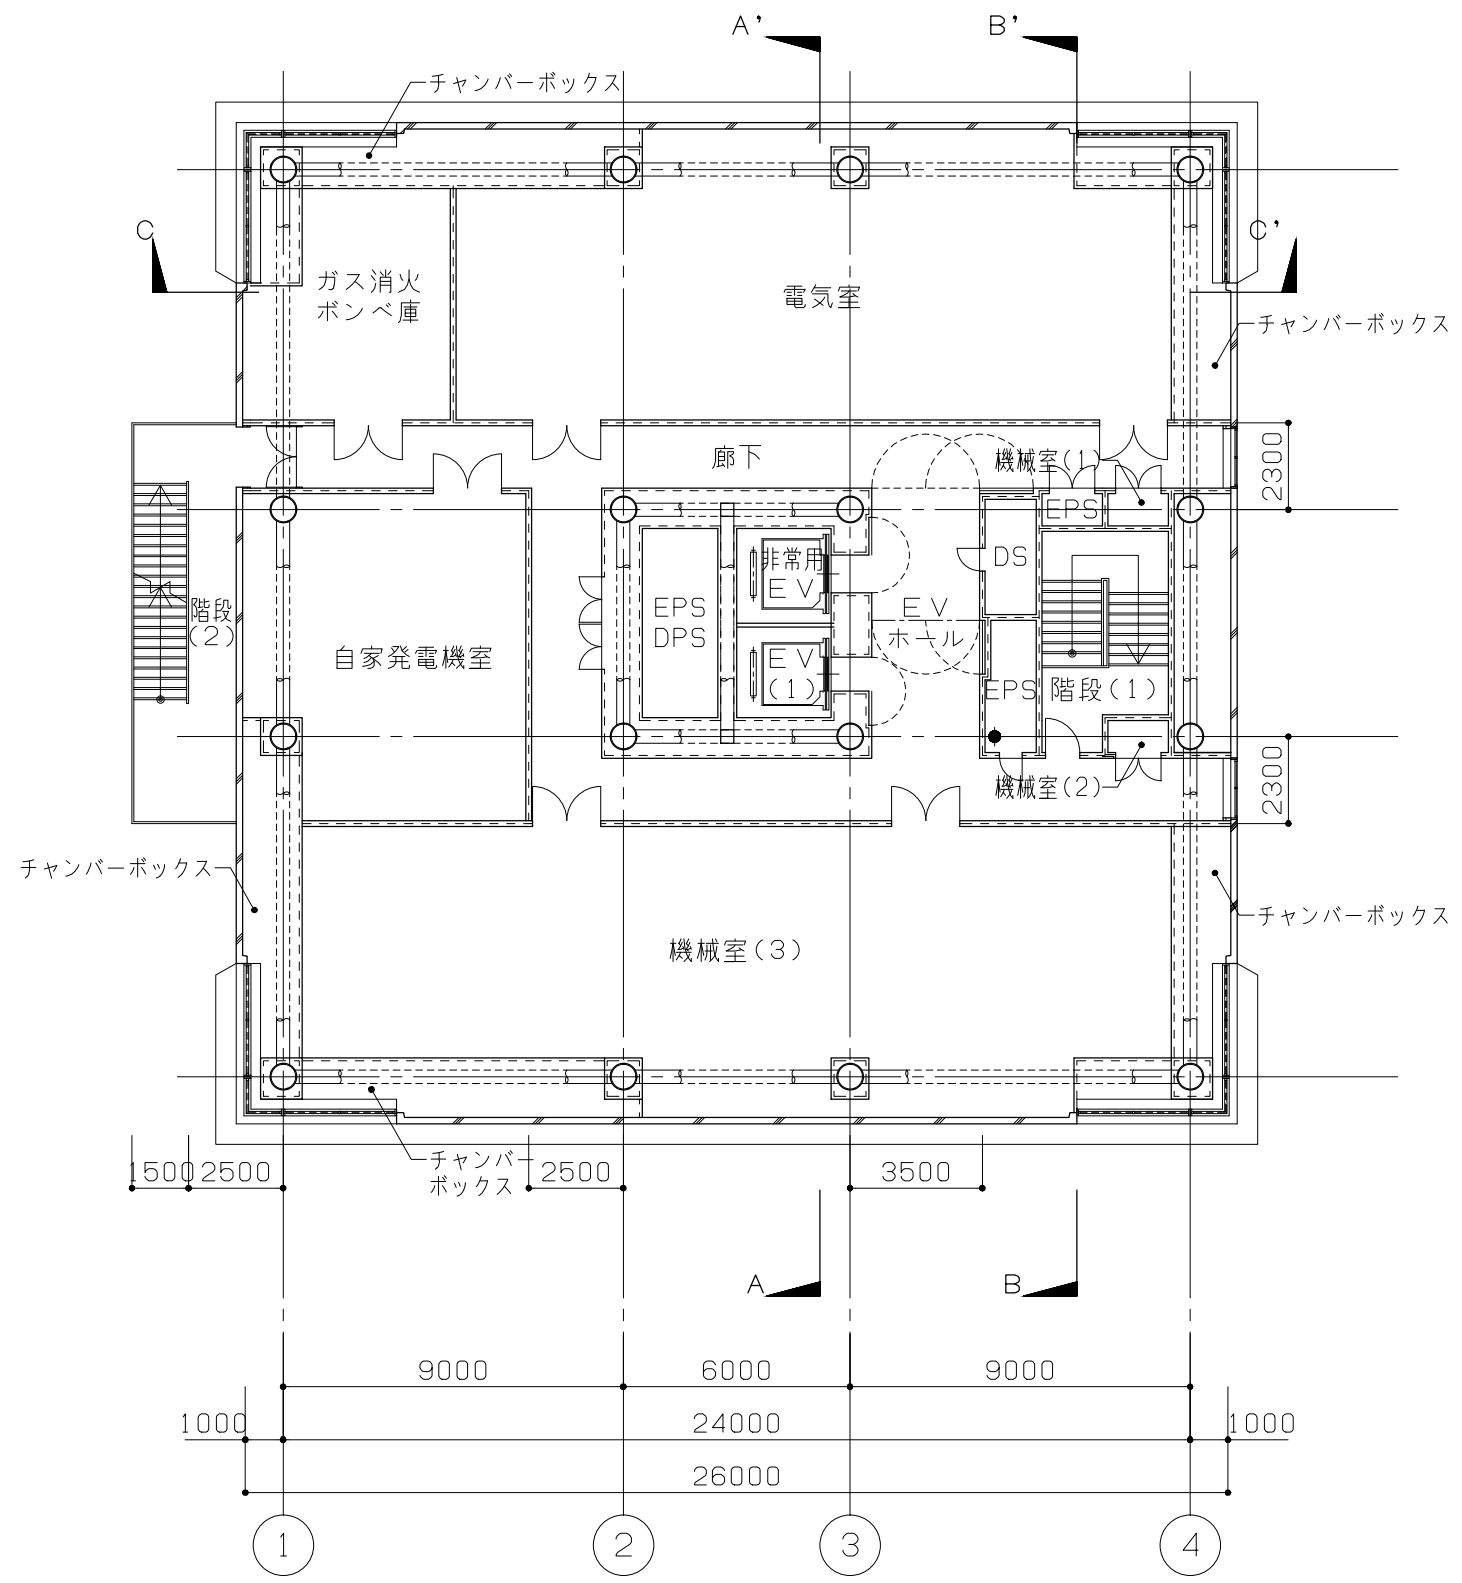 A'
B'
チャンバーボックス
C
C'
ガス消火
ボンベ庫
電気室
チャンバーボックス
廊下
機械室(1)
2300
EPS
DS
非常用
EV
階段
(2)
EPS
DPS
EV
ホール
自家発電機室
EV
(1)
EPS
階段(1)
機械室(2)
2300
チャンバーボックス
チャンバーボックス
機械室(3)
1500
2500
チャンバー
ボックス
2500
3500
A
B
9000
6000
9000
1000
24000
1000
26000
1
2
3
4